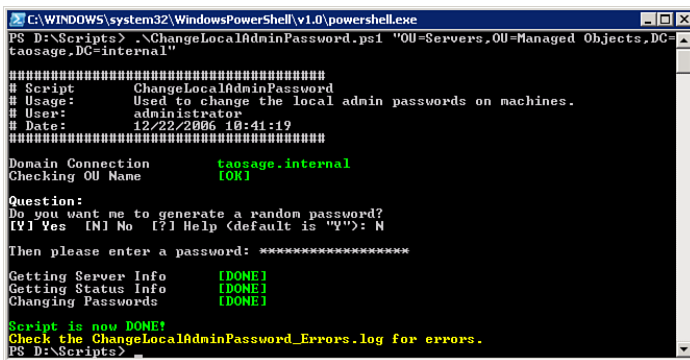 C:\WINDOWS\system32\WindowsPowerShell\v1.0\powershell.exe
PS D:\Scripts> .\ChangeLocalAdminPassword.ps1 "OU=Servers,OU=Managed Objects,DC=
taosage,DC=internal"
########################################
# Script ChangeLocalAdminPassword
# Usage: Used to change the local admin passwords on machines.
# User: administrator
# Date: 12/22/2006 10:41:19
########################################
Domain Connection taosage.internal
Checking OU Name [OK]
Question:
Do you want me to generate a random password?
[Y] Yes [N] No [?] Help (default is "Y"): N
Then please enter a password: ******************
Getting Server Info [DONE]
Getting Status Info [DONE]
Changing Passwords [DONE]
Script is now DONE!
Check the ChangeLocalAdminPassword_Errors.log for errors.
PS D:\Scripts> _